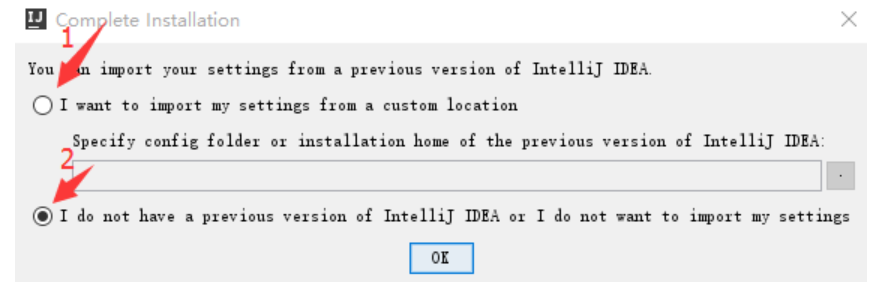 IJ Complete Installation
1
You can import your settings from a previous version of IntelliJ IDEA.
I want to import my settings from a custom location
Specify config folder or installation home of the previous version of IntelliJ IDEA:
2
.
I do not have a previous version of IntelliJ IDEA or I do not want to import my settings
OK